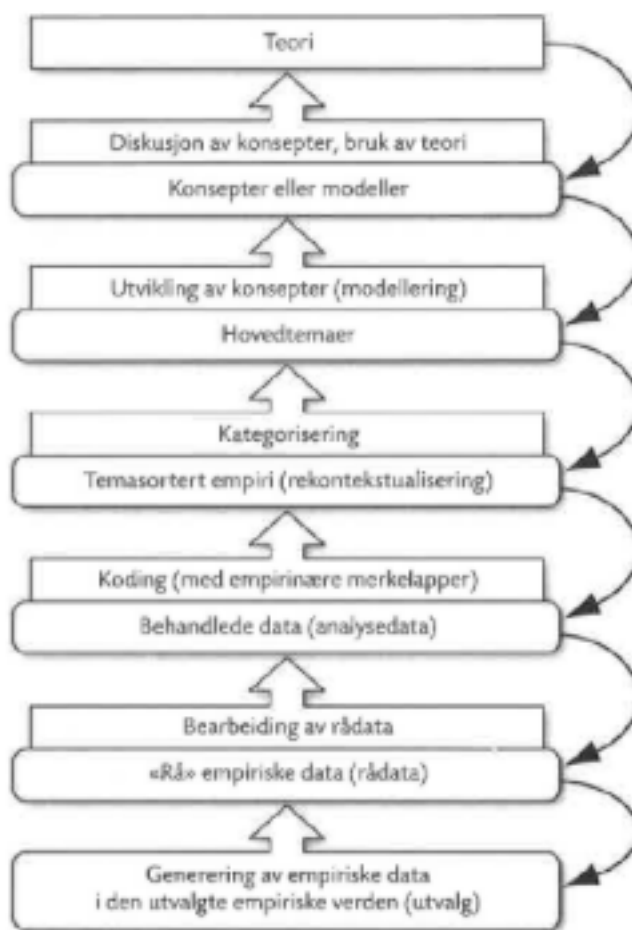 Teori
Diskusjon av konsepter, bruk av teori
Konsepter eller modeller
Utvikling av konsepter (modellering)
Hovedtemaer
Kategorisering
Temasortert empiri (rekontekstualisering)
Koding (med empirinære merkelapper)
Behandlede data (analysedata)
Bearbeiding av rådata
«Rå» empiriske data (rådata)
Generering av empiriske data
i den utvalgte empiriske verden (utvalg)